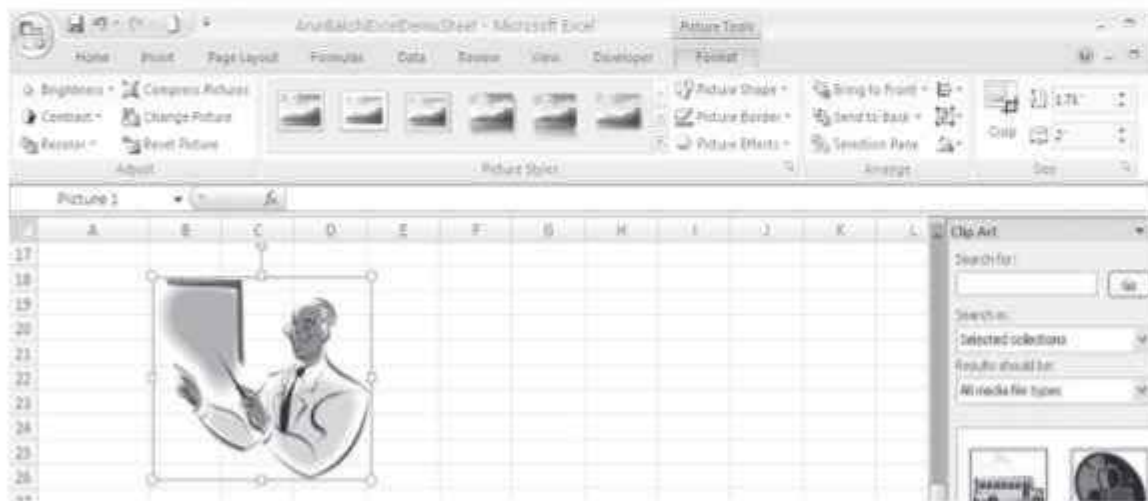 Microsoft Excel Picture Tools
Home Insert Page Layout Formulas Data Review View Developer Format
Brightness Compress Pictures Picture Shape Bring to Front
Contrast Change Picture Picture Border Send to Back
Recolor Reset Picture Picture Effects Selection Pane Crop
Adjust Picture Styles Arrange Size
Picture 1 fx
A B C D E F G H I J K L Clip Art
17 Search for:
18 Go
19 Search in:
20 Selected collections
21 Results should be:
22 All media file types
23
24
25
26